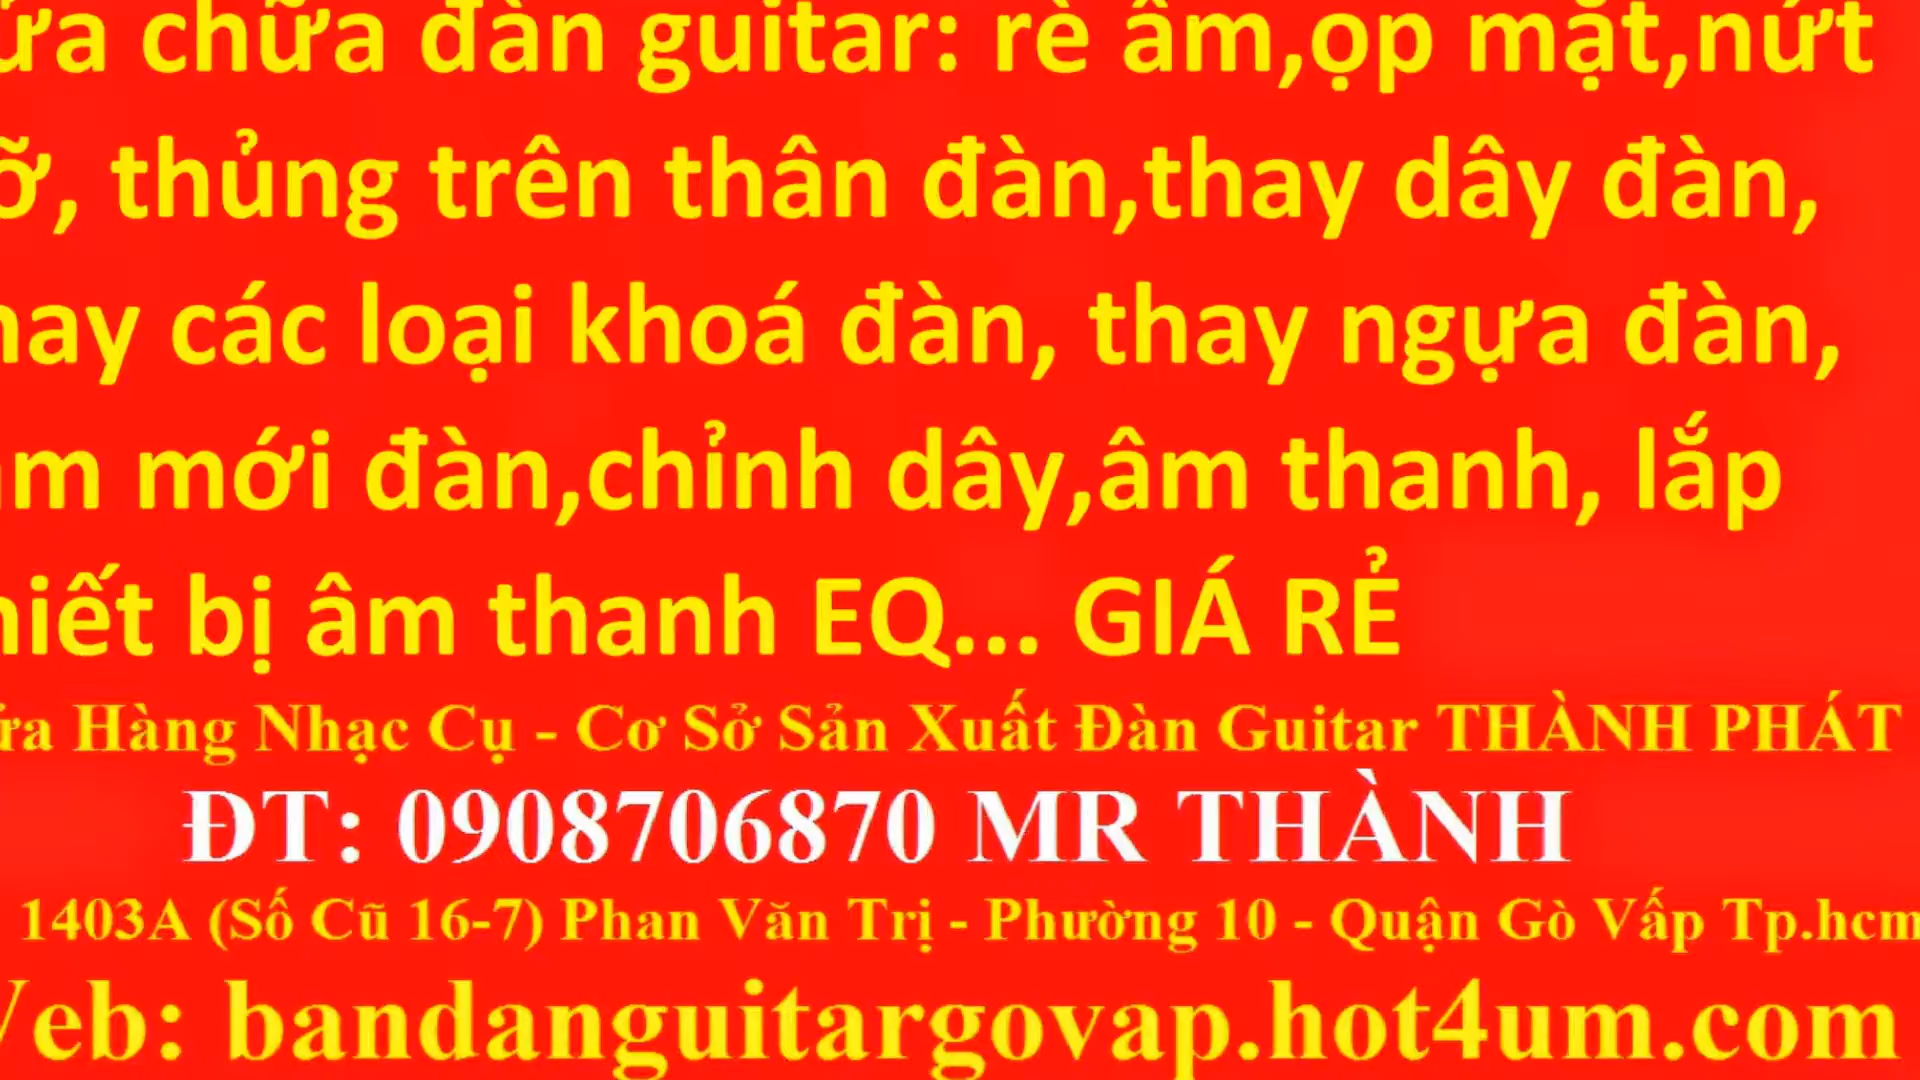 ửa chữa đàn guitar: rè âm,ọp mặt,nứt
ỡ, thủng trên thân đàn,thay dây đàn,
hay các loại khoá đàn, thay ngựa đàn,
àm mới đàn,chỉnh dây,âm thanh, lắp
hiết bị âm thanh EQ... GIÁ RẺ
ửa Hàng Nhạc Cụ - Cơ Sở Sản Xuất Đàn Guitar THÀNH PHÁT
ĐT: 0908706870 MR THÀNH
1403A (Số Cũ 16-7) Phan Văn Trị - Phường 10 - Quận Gò Vấp Tp.hcm
Web: bandanguitargovap.hot4um.com